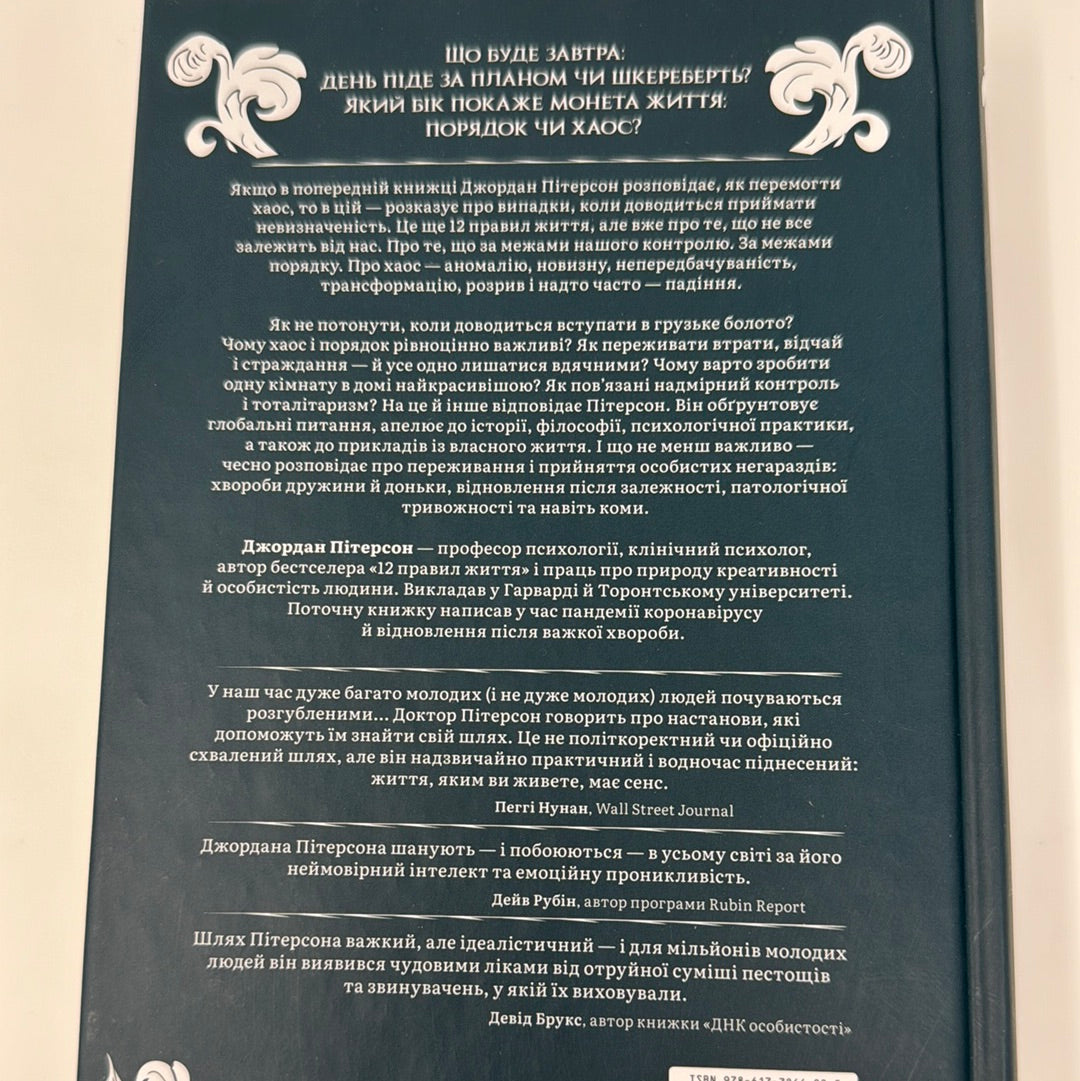 ЩО БУДЕ ЗАВТРА:
ДЕНЬ ПІДЕ ЗА ПЛАНОМ ЧИ ШКЕРЕБЕРТЬ?
ЯКИЙ БІК ПОКАЖЕ МОНЕТА ЖИТТЯ:
ПОРЯДОК ЧИ ХАОС?
Якщо в попередній книжці Джордан Пітерсон розповідає, як перемогти
хаос, то в цій — розказує про випадки, коли доводиться приймати
невизначеність. Це ще 12 правил життя, але вже про те, що не все
залежить від нас. Про те, що за межами нашого контролю. За межами
порядку. Про хаос — аномалію, новизну, непередбачуваність,
трансформацію, розрив і надто часто — падіння.
Як не потонути, коли доводиться вступати в грузьке болото?
Чому хаос і порядок рівноцінно важливі? Як переживати втрати, відчай
і страждання — й усе одно лишатися вдячними? Чому варто зробити
одну кімнату в домі найкрасивішою? Як пов’язані надмірний контроль
і тоталітаризм? На це й інше відповідає Пітерсон. Він обґрунтовує
глобальні питання, апелює до історії, філософії, психологічної практики,
а також до прикладів із власного життя. І що не менш важливо —
чесно розповідає про переживання і прийняття особистих негараздів:
хвороби дружини й доньки, відновлення після залежності, патологічної
тривожності та навіть коми.
Джордан Пітерсон — професор психології, клінічний психолог,
автор бестселера «12 правил життя» і праць про природу креативності
й особистість людини. Викладав у Гарварді й Торонтському університеті.
Поточну книжку написав у час пандемії коронавірусу
й відновлення після важкої хвороби.
У наш час дуже багато молодих (і не дуже молодих) людей почуваються
розгубленими... Доктор Пітерсон говорить про настанови, які
допоможуть їм знайти свій шлях. Це не політкоректний чи офіційно
схвалений шлях, але він надзвичайно практичний і водночас піднесений:
життя, яким ви живете, має сенс.
Пеггі Нунан, Wall Street Journal
Джордана Пітерсона шанують — і побоюються — в усьому світі за його
неймовірний інтелект та емоційну проникливість.
Дейв Рубін, автор програми Rubin Report
Шлях Пітерсона важкий, але ідеалістичний — і для мільйонів молодих
людей він виявився чудовими ліками від отруйної суміші пестощів
та звинувачень, у якій їх виховували.
Девід Брукс, автор книжки «ДНК особистості»
ISBN